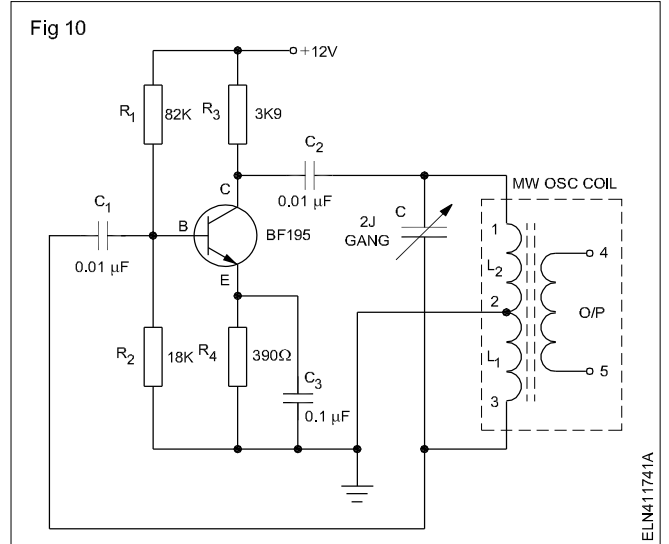 Fig 10
+12V
R1
82K
R3
3K9
C2
0.01 µF
C
MW OSC COIL
C1
0.01 µF
B
BF195
E
2J
GANG
C
1
L2
2
L1
3
4
O/P
5
R2
18K
R4
390Ω
C3
0.1 µF
ELN411741A